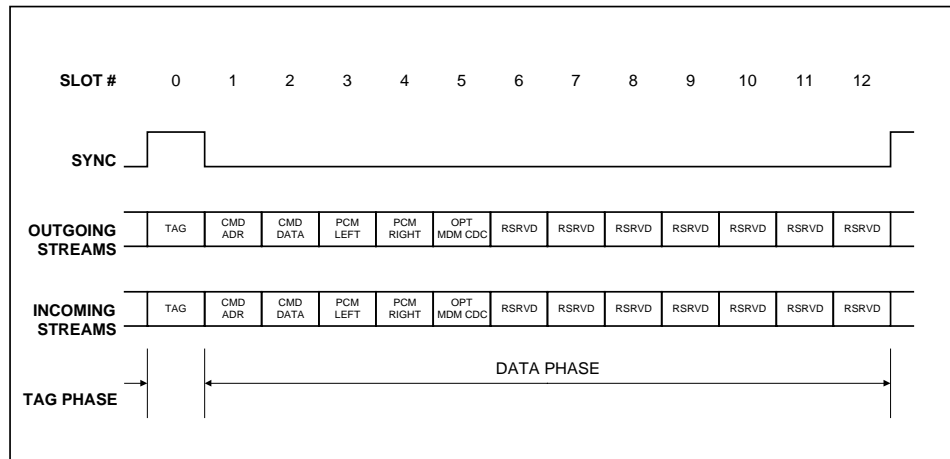 SLOT # 0 1 2 3 4 5 6 7 8 9 10 11 12
SYNC
OUTGOING STREAMS
TAG
CMD ADR
CMD DATA
PCM LEFT
PCM RIGHT
OPT MDM CDC
RSRVD
RSRVD
RSRVD
RSRVD
RSRVD
RSRVD
RSRVD
INCOMING STREAMS
TAG
CMD ADR
CMD DATA
PCM LEFT
PCM RIGHT
OPT MDM CDC
RSRVD
RSRVD
RSRVD
RSRVD
RSRVD
RSRVD
RSRVD
DATA PHASE
TAG PHASE